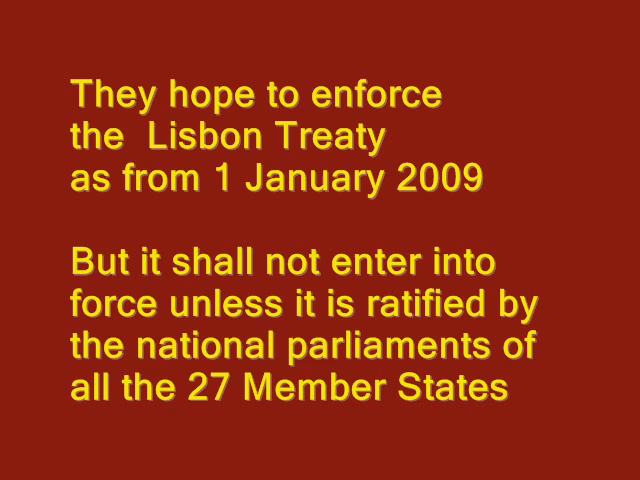 They hope to enforce
the Lisbon Treaty
as from 1 January 2009
But it shall not enter into
force unless it is ratified by
the national parliaments of
all the 27 Member States